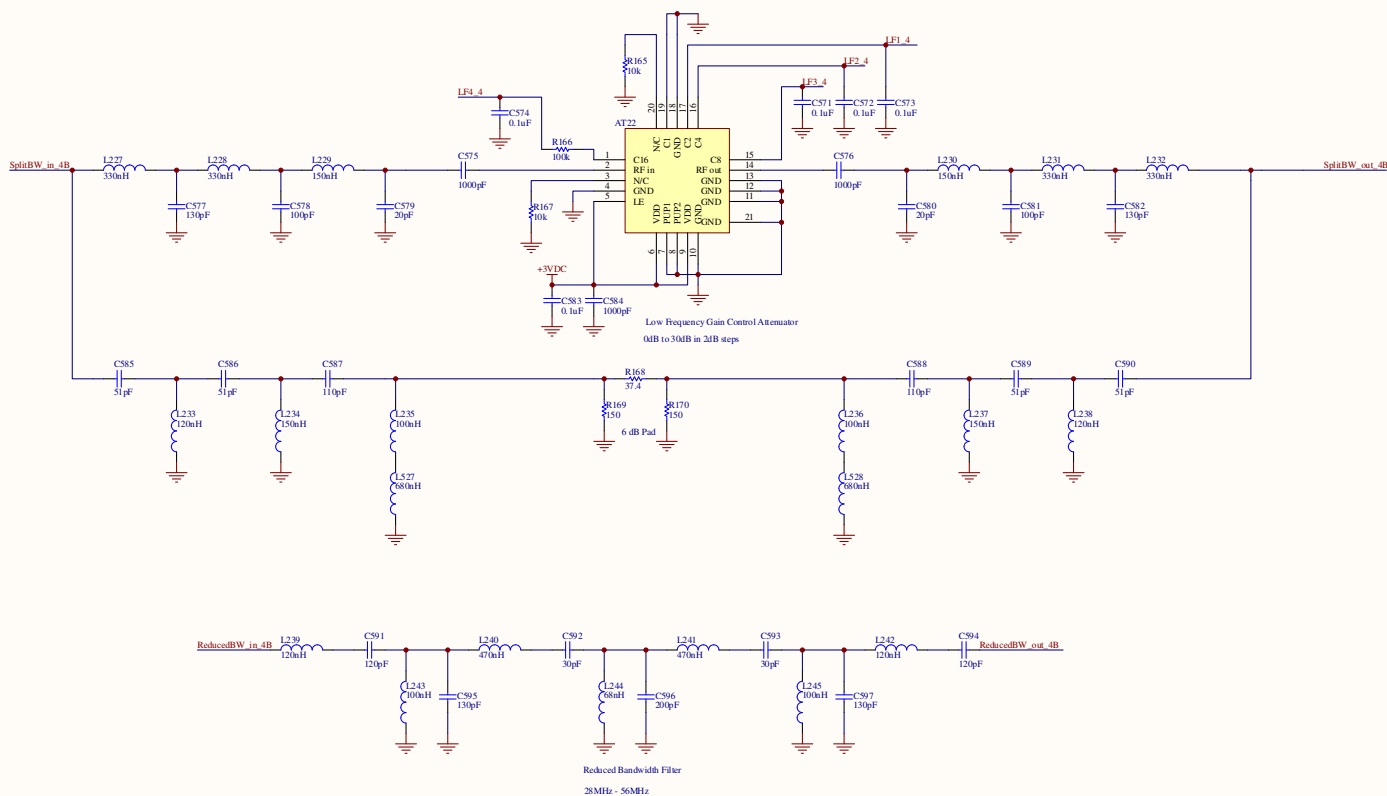 LF1_4
LF2_4
LF3_4
LF4_4
R165
10k
C571
0.1uF
C572
0.1uF
C573
0.1uF
C574
0.1uF
AT22
20 19 18 17 16
N/C C1 GND C2 C4
R166
100k
1 C16
2 RF in
3 N/C
4 GND
5 LE
C8 15
RF out 14
GND 13
GND 12
GND 11
GND 21
VDD PUP1 PUP2 VDD GND
6 7 8 9 10
SplitBW_in_4B
L227
330nH
L228
330nH
L229
150nH
C575
1000pF
C576
1000pF
L230
150nH
L231
330nH
L232
330nH
SplitBW_out_4B
C577
130pF
C578
100pF
C579
20pF
R167
10k
C580
20pF
C581
100pF
C582
130pF
+3VDC
C583
0.1uF
C584
1000pF
Low Frequency Gain Control Attenuator
0dB to 30dB in 2dB steps
C585
51pF
C586
51pF
C587
110pF
R168
37.4
C588
110pF
C589
51pF
C590
51pF
L233
120nH
L234
150nH
L235
100nH
R169
150
R170
150
6 dB Pad
L236
100nH
L237
150nH
L238
120nH
L527
680nH
L528
680nH
ReducedBW_in_4B
L239
120nH
C591
120pF
L240
470nH
C592
30pF
L241
470nH
C593
30pF
L242
120nH
C594
120pF
ReducedBW_out_4B
L243
100nH
C595
130pF
L244
68nH
C596
200pF
L245
100nH
C597
130pF
Reduced Bandwidth Filter
28MHz - 56MHz